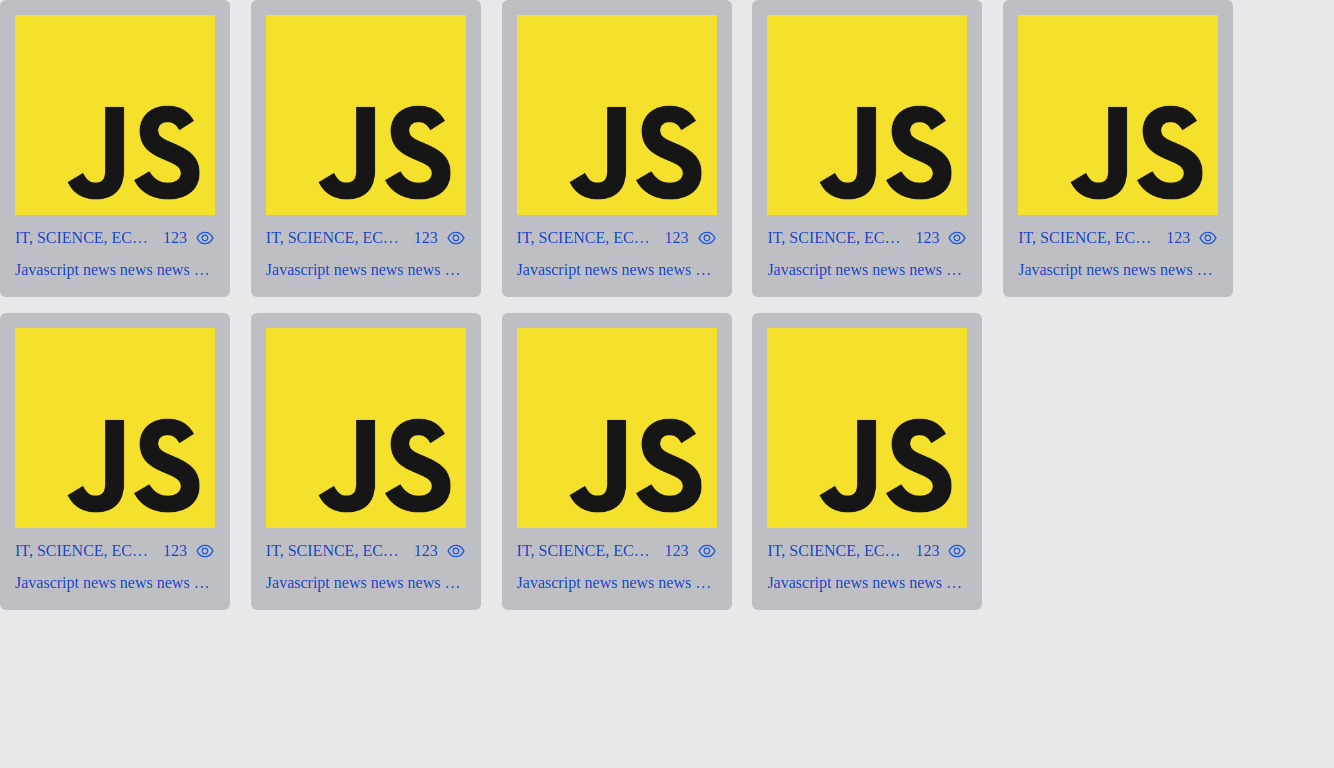 JS JS JS JS JS
IT, SCIENCE, EC... 123 IT, SCIENCE, EC... 123 IT, SCIENCE, EC... 123 IT, SCIENCE, EC... 123 IT, SCIENCE, EC... 123
Javascript news news news ... Javascript news news news ... Javascript news news news ... Javascript news news news ... Javascript news news news ...
JS JS JS JS
IT, SCIENCE, EC... 123 IT, SCIENCE, EC... 123 IT, SCIENCE, EC... 123 IT, SCIENCE, EC... 123
Javascript news news news ... Javascript news news news ... Javascript news news news ... Javascript news news news ...